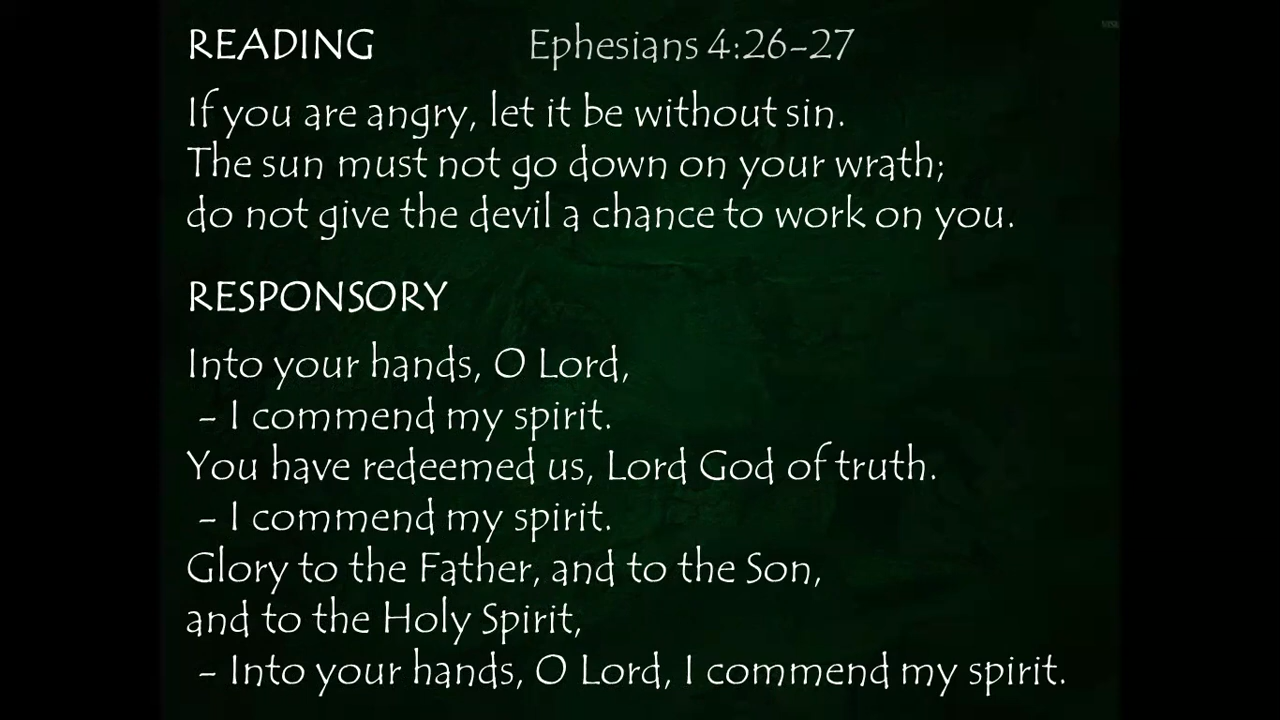 READING Ephesians 4:26-27
If you are angry, let it be without sin.
The sun must not go down on your wrath;
do not give the devil a chance to work on you.
RESPONSORY
Into your hands, O Lord,
- I commend my spirit.
You have redeemed us, Lord God of truth.
- I commend my spirit.
Glory to the Father, and to the Son,
and to the Holy Spirit,
- Into your hands, O Lord, I commend my spirit.